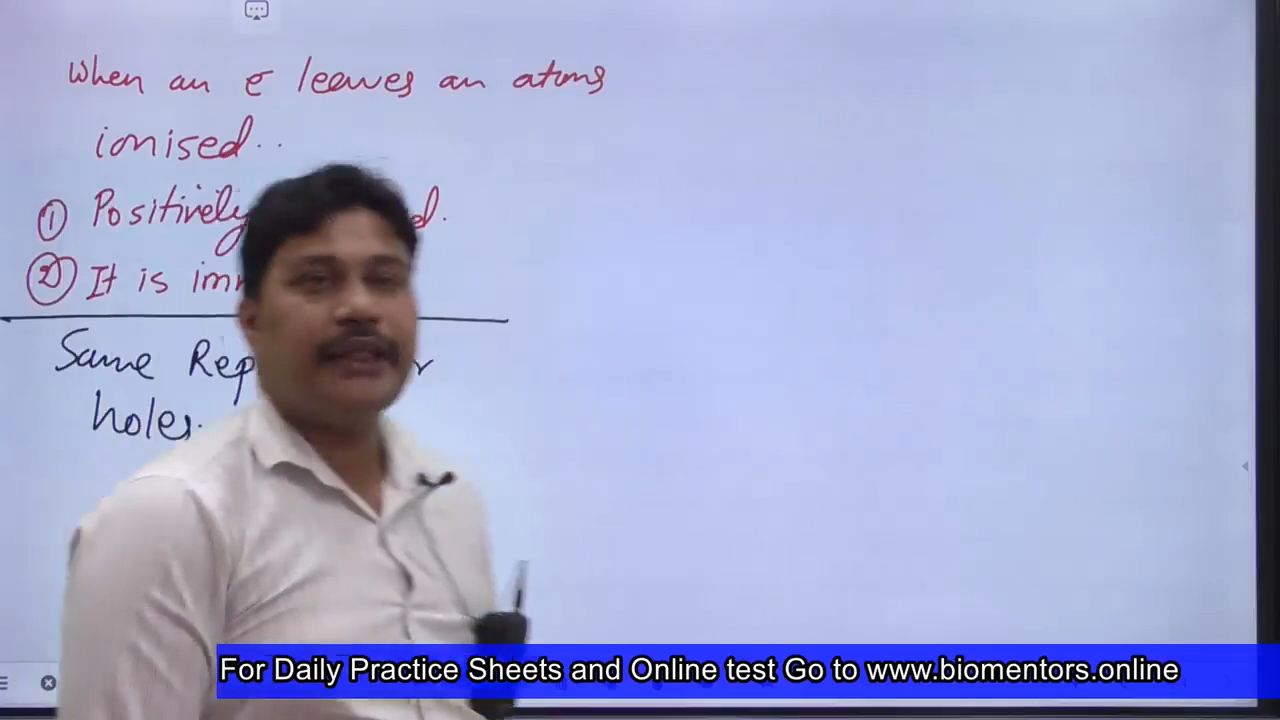 When an e leaves an atoms
ionised..
① Positively
② It is
Same
holes.
For Daily Practice Sheets and Online test Go to www.biomentors.online